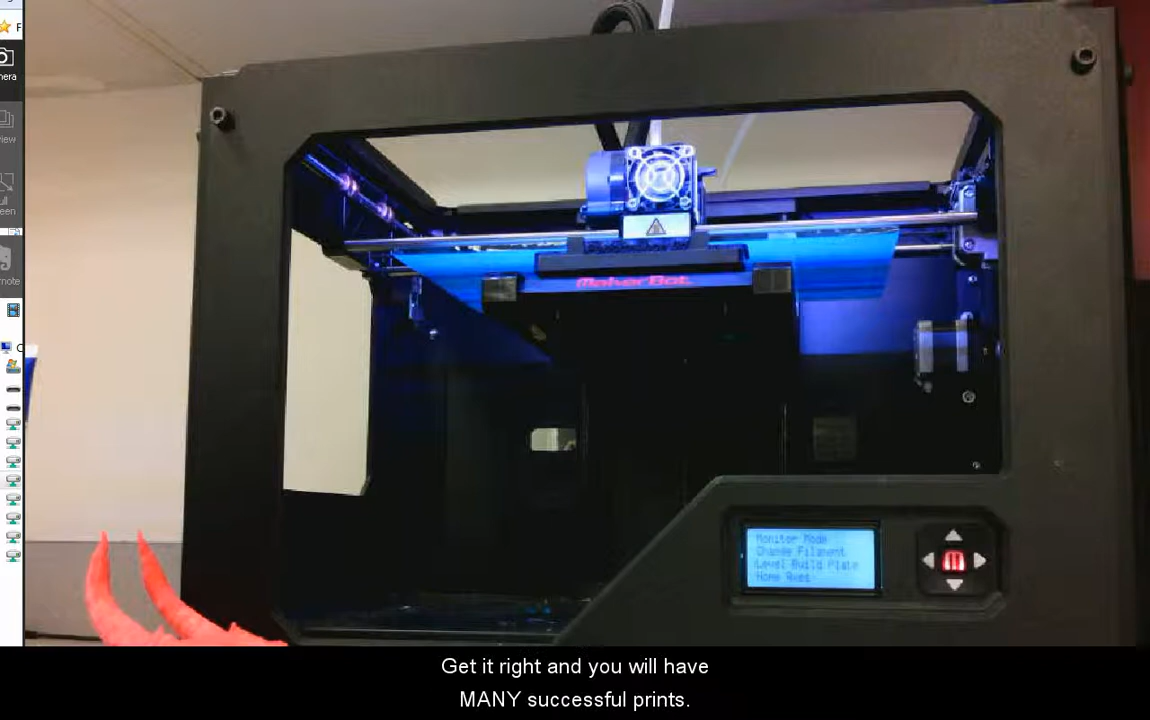 F
MakerBot.
Monitor Mode
Change Filament
Level Build Plate
Home Axes
Get it right and you will have
MANY successful prints.